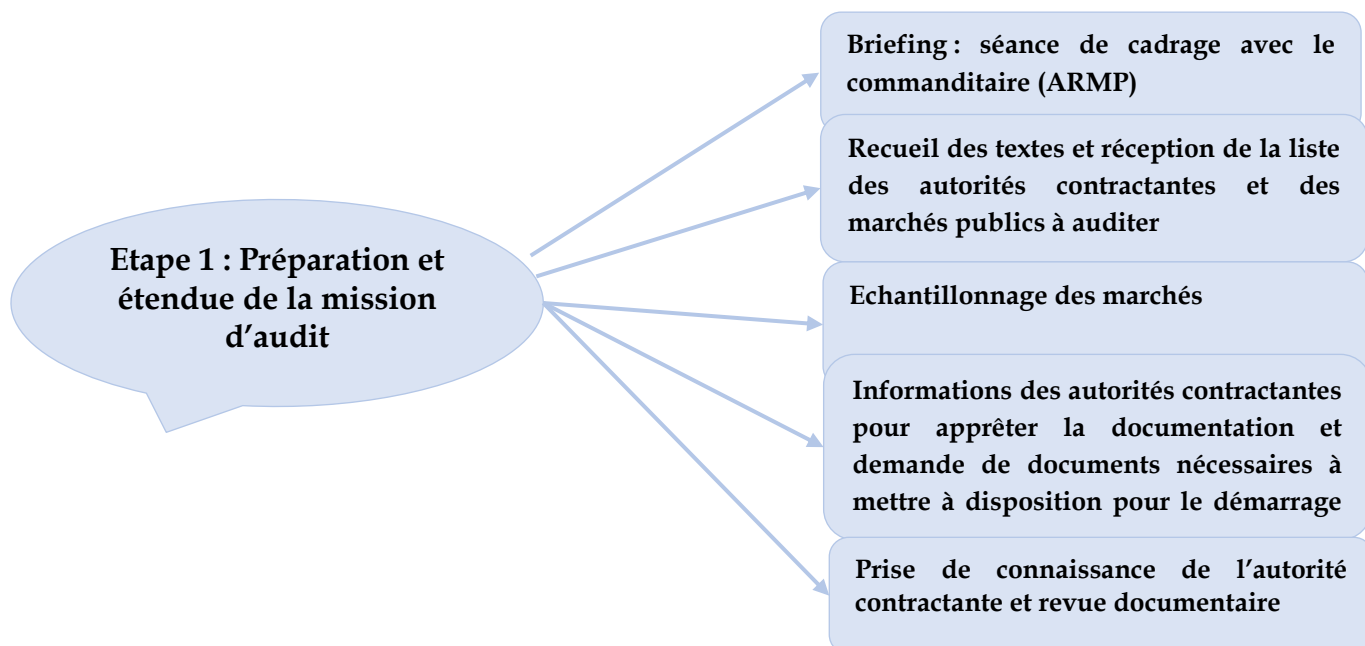 Briefing : séance de cadrage avec le
commanditaire (ARMP)
Recueil des textes et réception de la liste
des autorités contractantes et des
marchés publics à auditer
Etape 1 : Préparation et
étendue de la mission
d’audit
Echantillonnage des marchés
Informations des autorités contractantes
pour apprêter la documentation et
demande de documents nécessaires à
mettre à disposition pour le démarrage
Prise de connaissance de l’autorité
contractante et revue documentaire